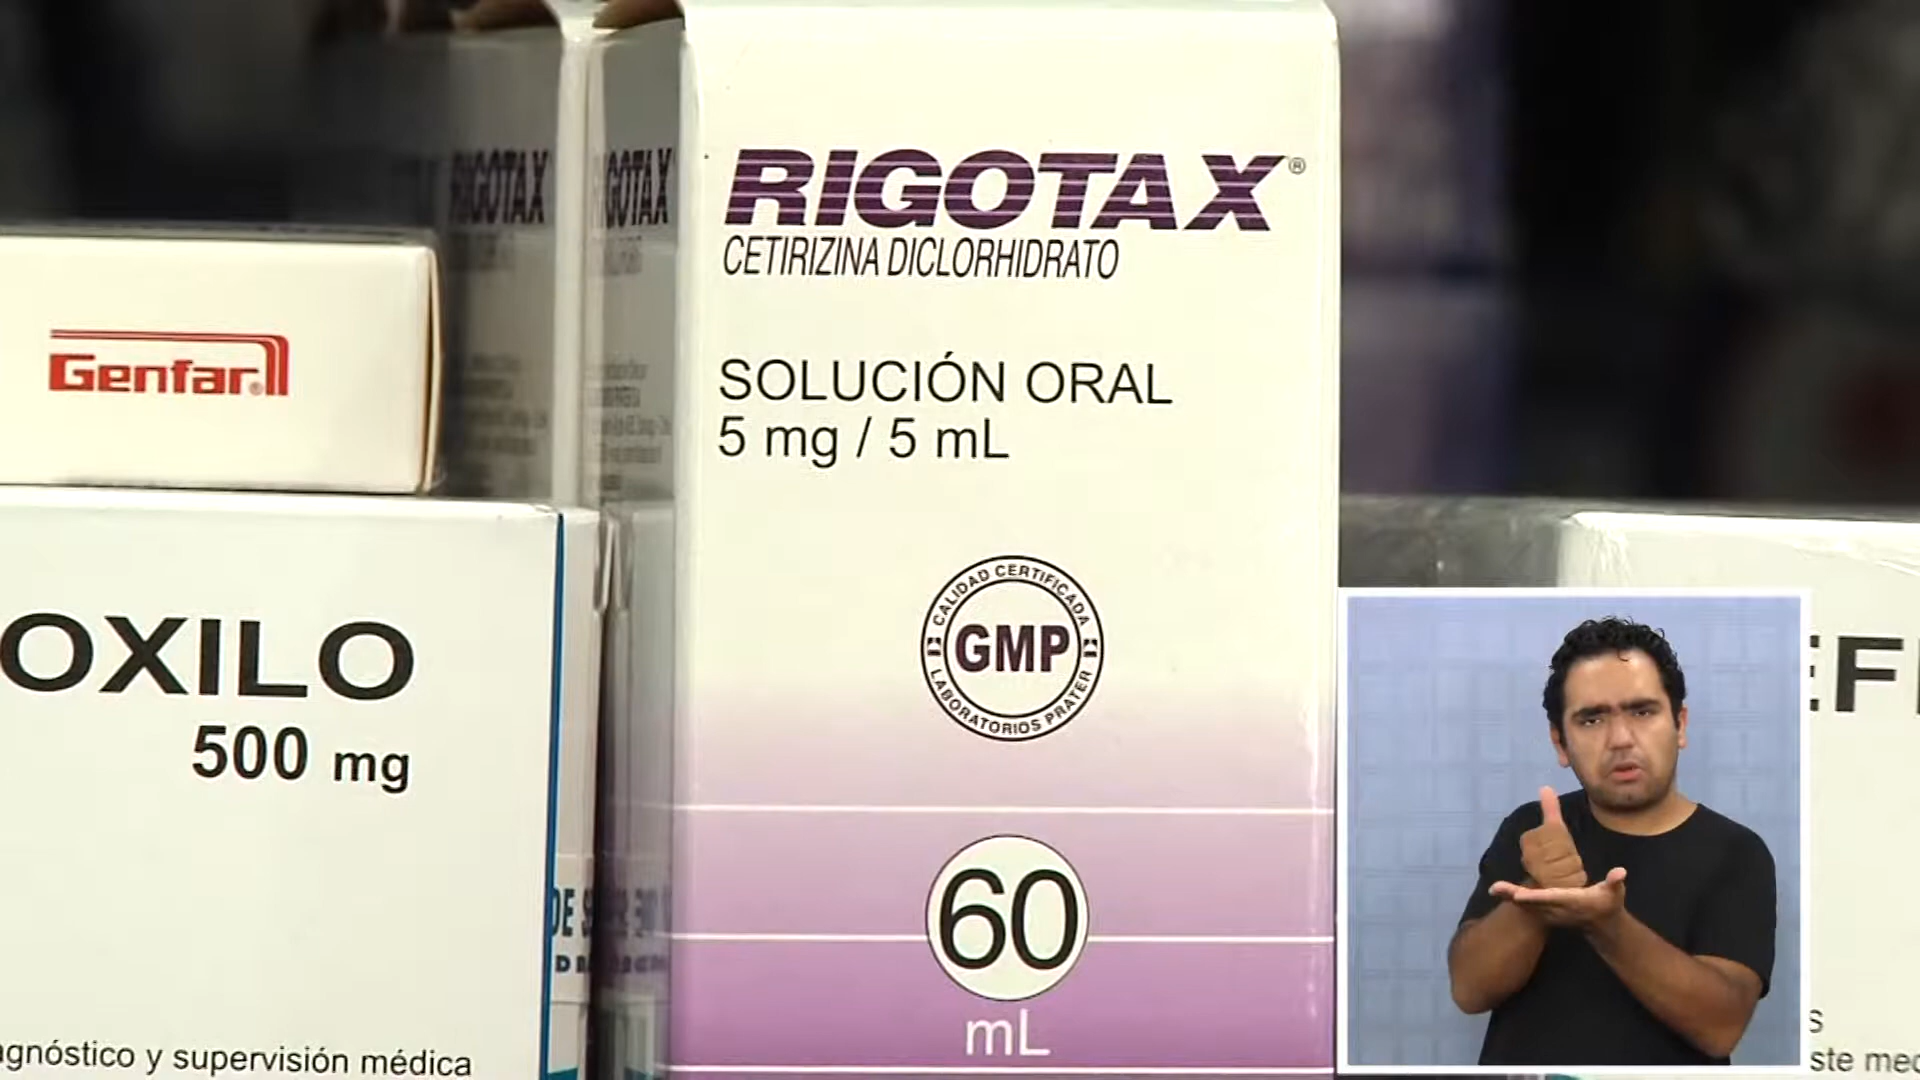 RIGOTAX®
CETIRIZINA DICLORHIDRATO
SOLUCIÓN ORAL
5 mg / 5 mL
CALIDAD CERTIFICADA
GMP
LABORATORIOS PRATER
60
mL
RIGOTAX
RIGOTAX
Genfar®
OXILO
500 mg
agnóstico y supervisión médica
DE
EFI
s
ste med